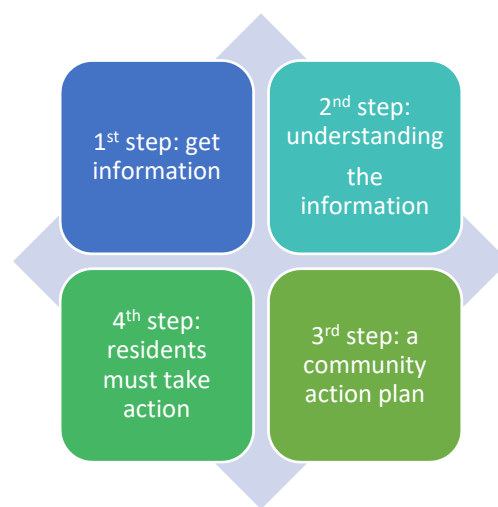 1st step: get
information
2nd step:
understanding
the
information
3rd step: a
community
action plan
4th step:
residents
must take
action